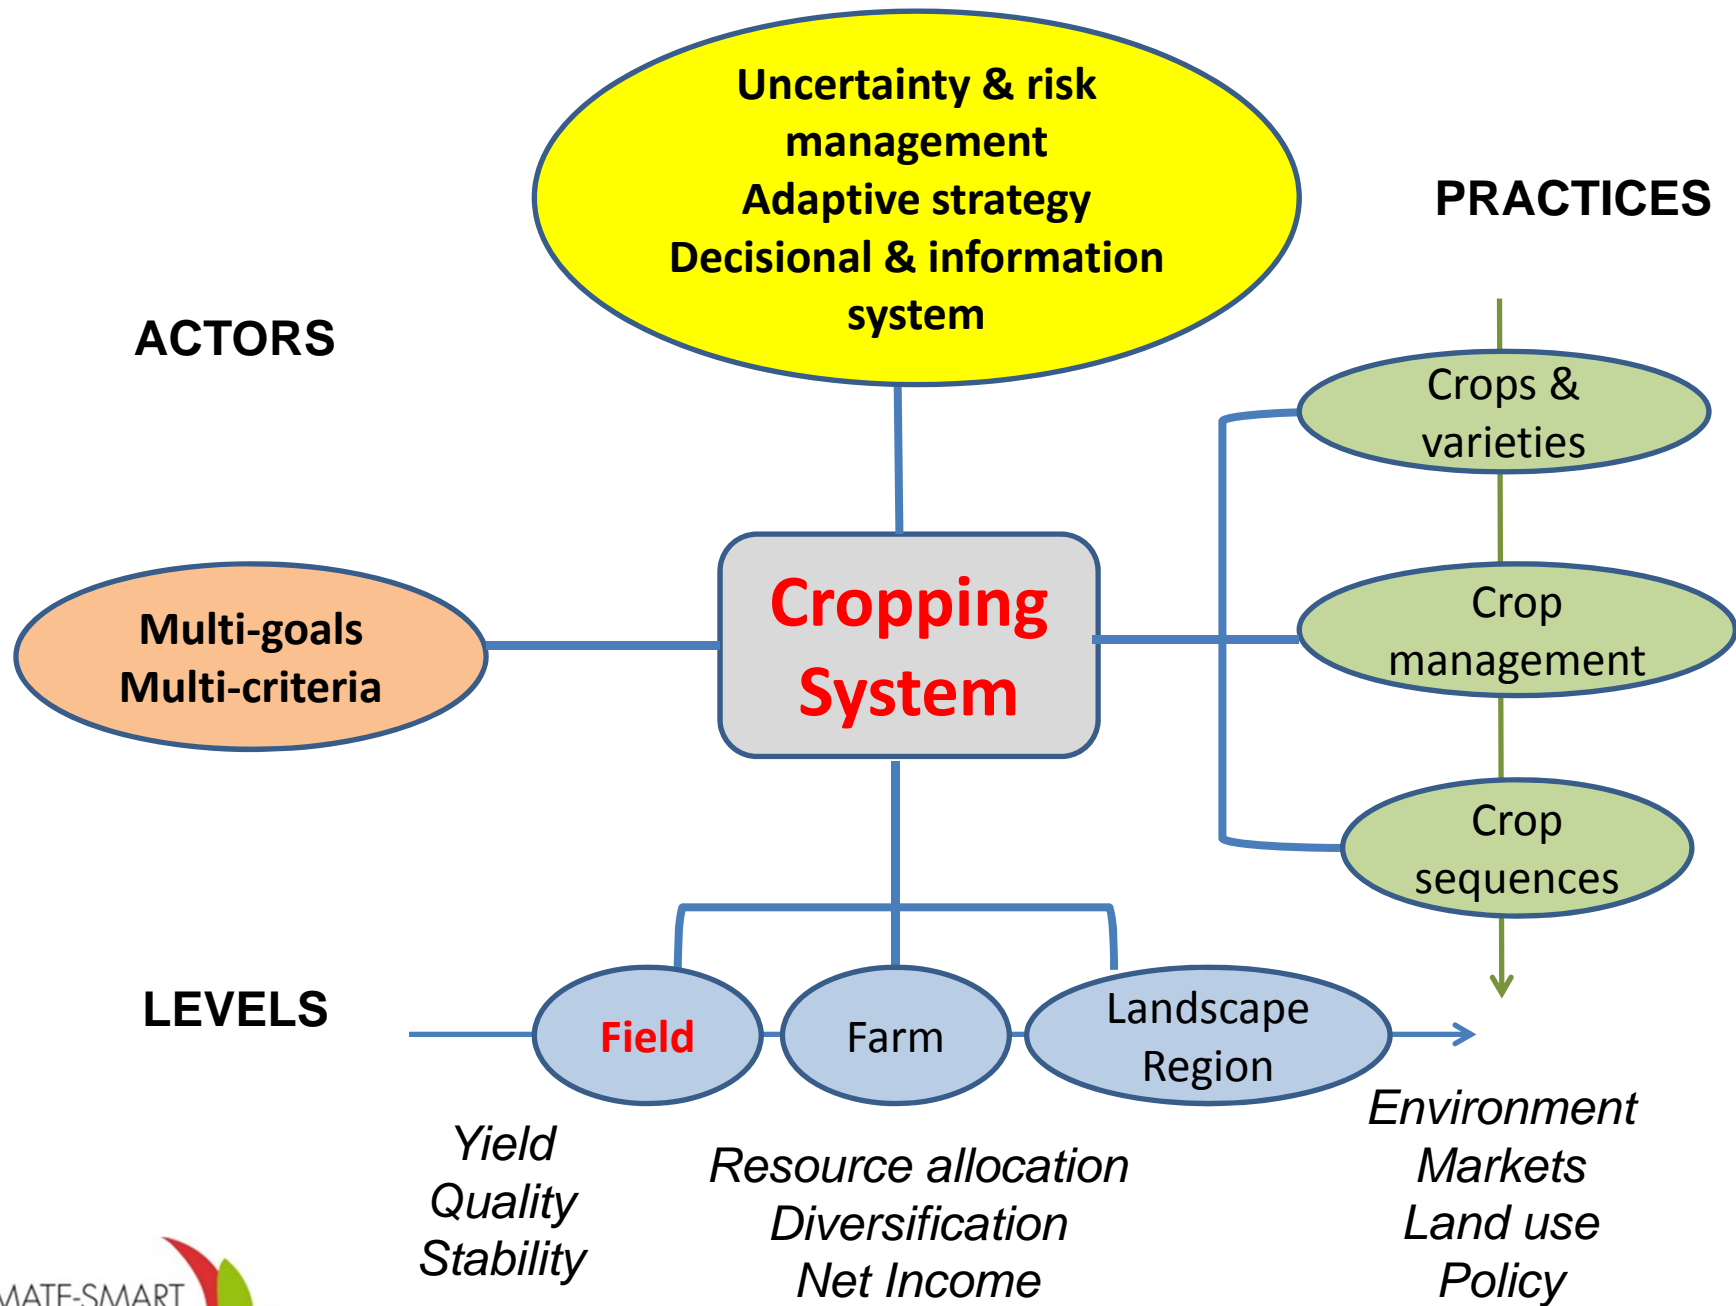 Uncertainty & risk
management
Adaptive strategy
Decisional & information
system
PRACTICES
ACTORS
Crops &
varieties
Multi-goals
Multi-criteria
Cropping
System
Crop
management
Crop
sequences
LEVELS
Field
Farm
Landscape
Region
Yield
Quality
Stability
Resource allocation
Diversification
Net Income
Environment
Markets
Land use
Policy
MATE-SMART